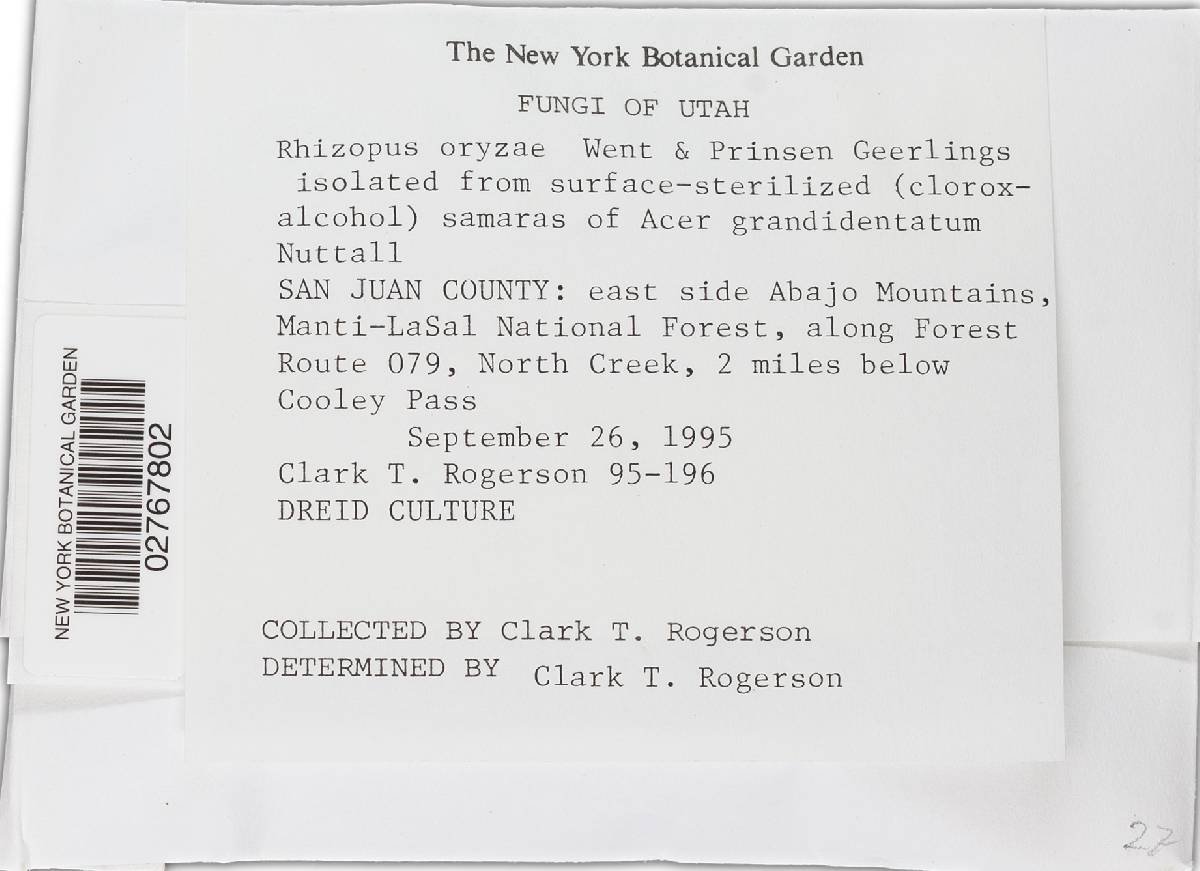 The New York Botanical Garden
FUNGI OF UTAH
Rhizopus oryzae Went & Prinsen Geerlings
isolated from surface-sterilized (clorox-
alcohol) samaras of Acer grandidentatum
Nuttall
SAN JUAN COUNTY: east side Abajo Mountains,
Manti-LaSal National Forest, along Forest
Route 079, North Creek, 2 miles below
Cooley Pass
September 26, 1995
Clark T. Rogerson 95-196
DREID CULTURE
COLLECTED BY Clark T. Rogerson
DETERMINED BY Clark T. Rogerson
NEW YORK BOTANICAL GARDEN
02767802
27